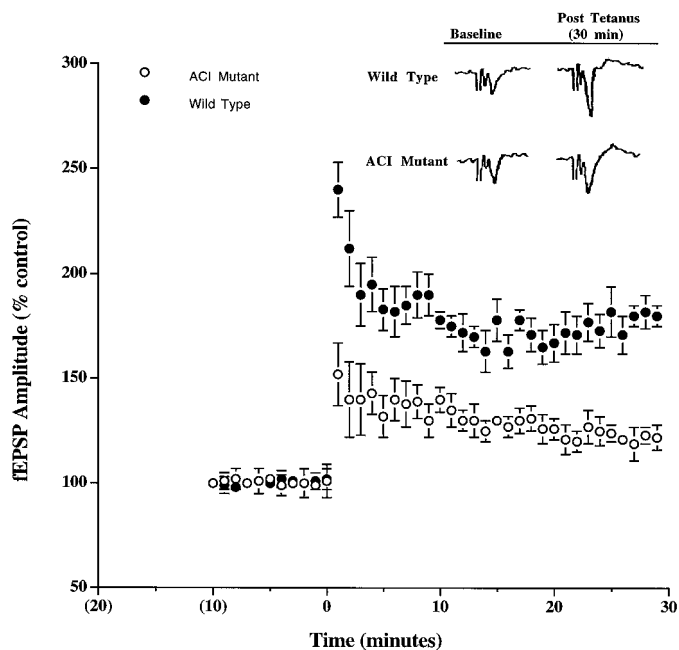 Post Tetanus
Baseline (30 min)
Wild Type
ACI Mutant
ACI Mutant
Wild Type
fEPSP Amplitude (% control)
300
250
200
150
100
50
(20) (10) 0 10 20 30
Time (minutes)